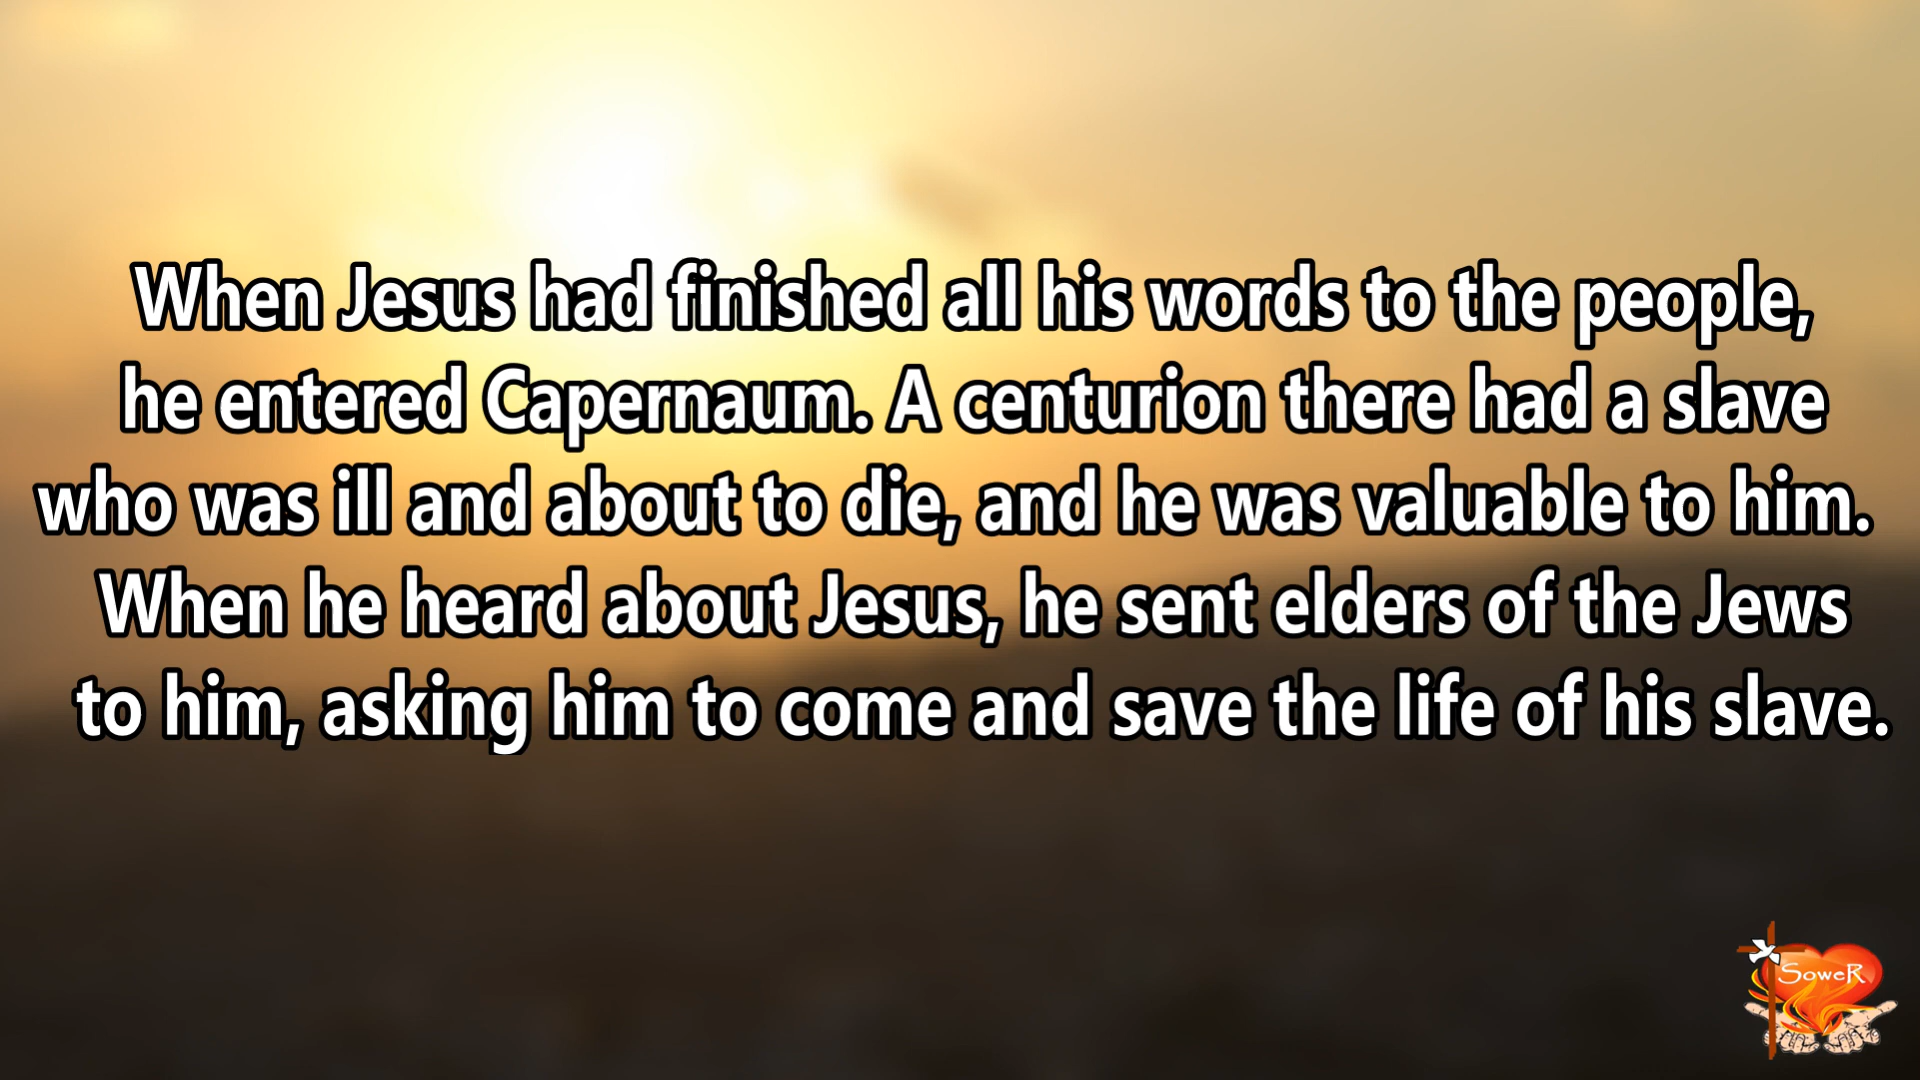 When Jesus had finished all his words to the people,
he entered Capernaum. A centurion there had a slave
who was ill and about to die, and he was valuable to him.
When he heard about Jesus, he sent elders of the Jews
to him, asking him to come and save the life of his slave.
SoweR